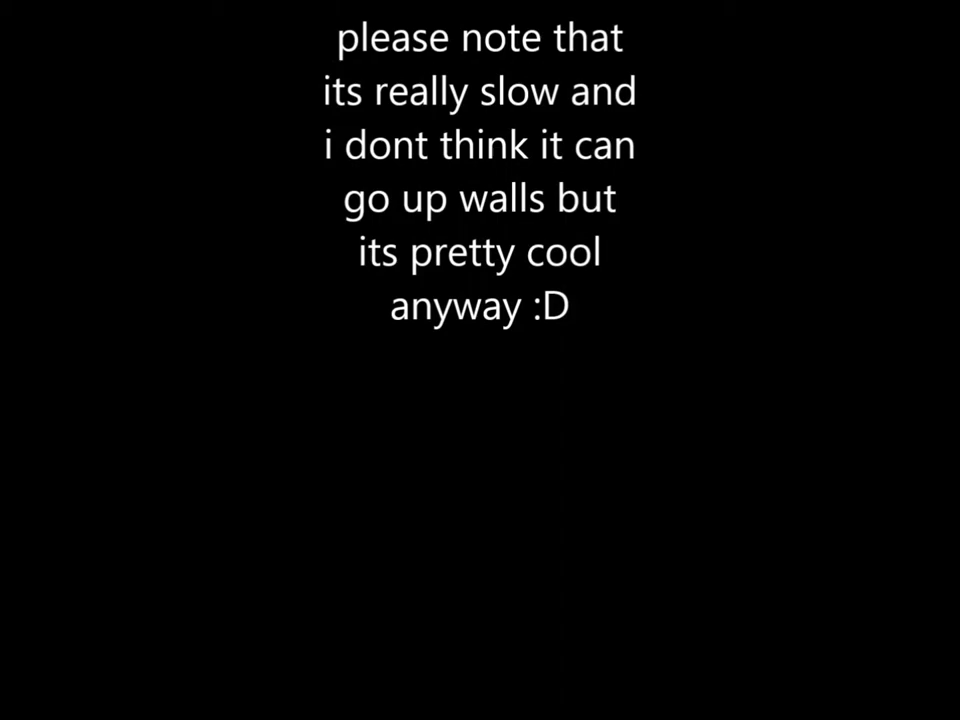 please note that
its really slow and
i dont think it can
go up walls but
its pretty cool
anyway :D